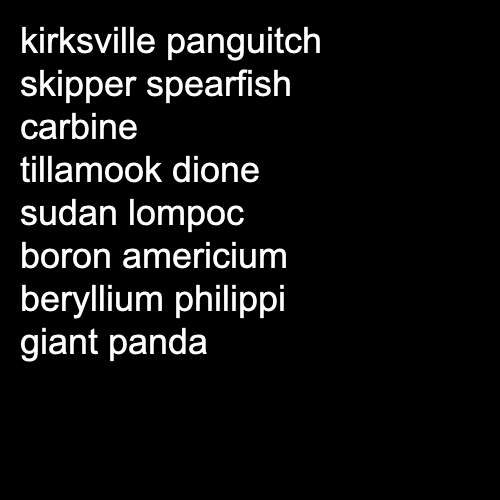 kirksville panguitch
skipper spearfish
carbine
tillamook dione
sudan lompoc
boron americium
beryllium philippi
giant panda